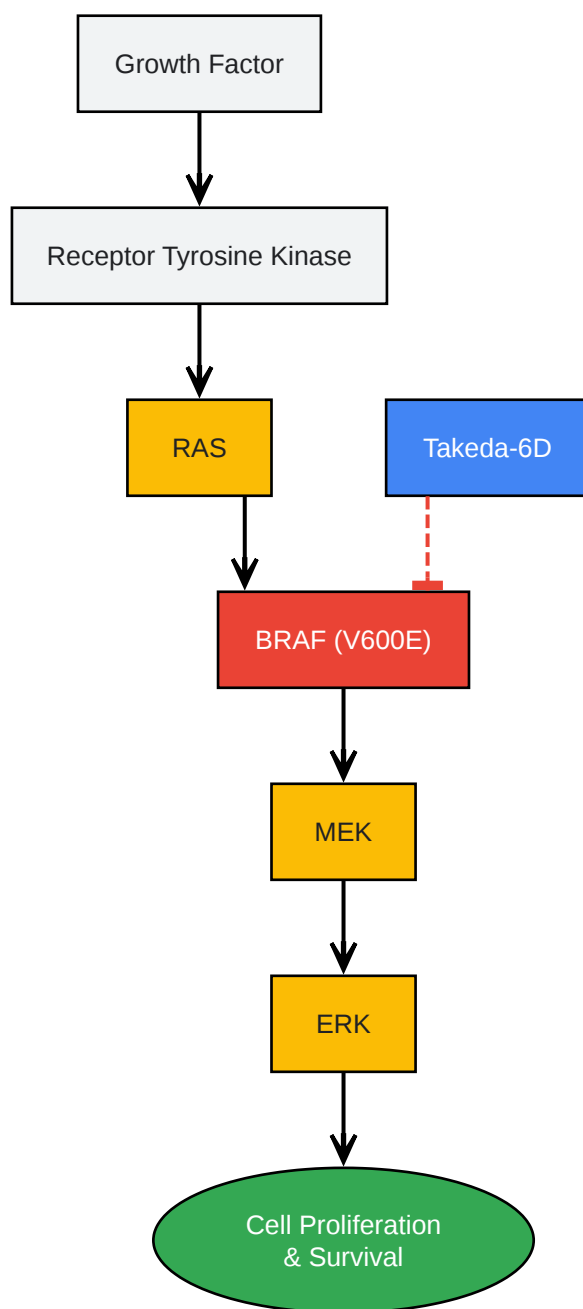 Growth Factor
Receptor Tyrosine Kinase
RAS
Takeda-6D
BRAF (V600E)
MEK
ERK
Cell Proliferation
& Survival